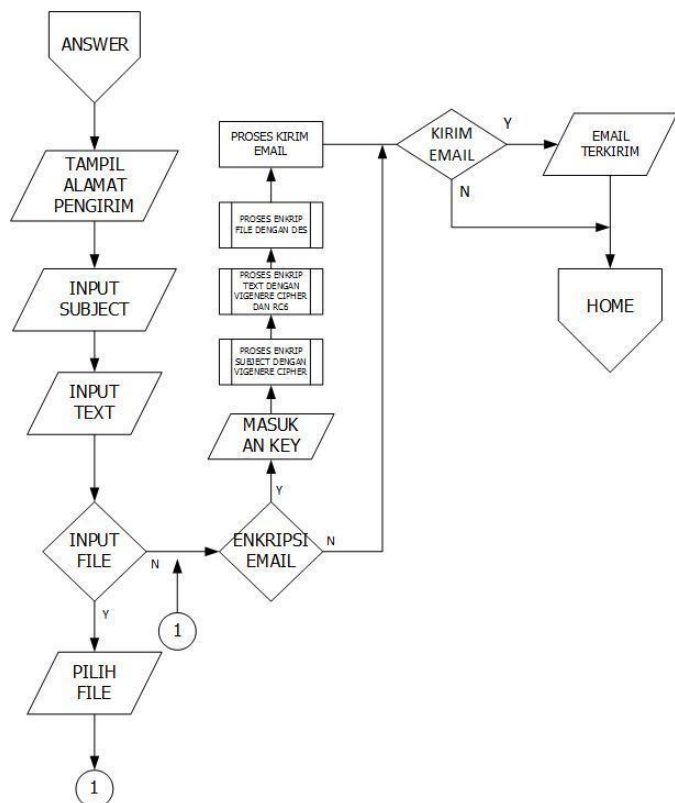 ANSWER
TAMPIL
ALAMAT
PENGIRIM
INPUT
SUBJECT
INPUT
TEXT
INPUT
FILE
N
Y
PILIH
FILE
1
1
ENKRIPSI
EMAIL
Y
N
MASUK
AN KEY
PROSES ENKRIP
SUBJECT DENGAN
VIGENERE CIPHER
PROSES ENKRIP
TEXT DENGAN
VIGENERE CIPHER
DAN RC6
PROSES ENKRIP
FILE DENGAN DES
PROSES KIRIM
EMAIL
KIRIM
EMAIL
Y
N
EMAIL
TERKIRIM
HOME